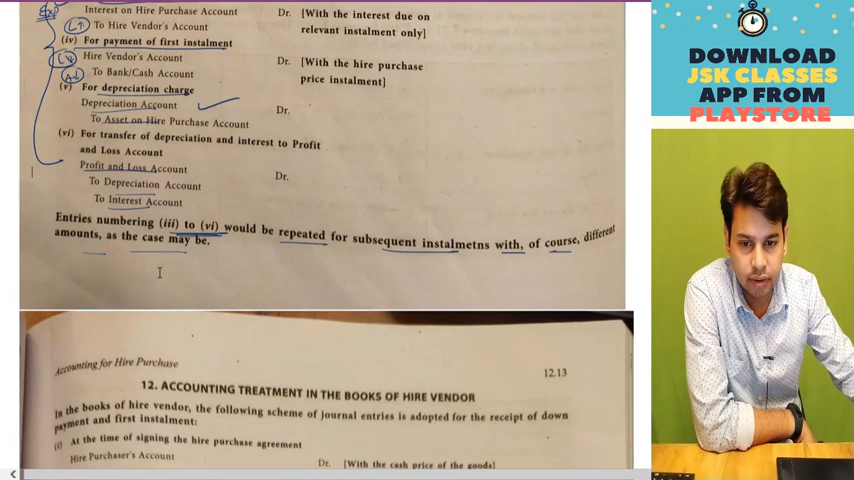 Interest on Hire Purchase Account Dr. [With the interest due on
To Hire Vendor's Account relevant instalment only]
(iv) For payment of first instalment
Hire Vendor's Account Dr. [With the hire purchase
To Bank/Cash Account price instalment]
(v) For depreciation charge
Depreciation Account Dr.
To Asset on Hire Purchase Account
(vi) For transfer of depreciation and interest to Profit
and Loss Account
Profit and Loss Account Dr.
To Depreciation Account
To Interest Account
Entries numbering (iii) to (vi) would be repeated for subsequent instalmetns with, of course, different
amounts, as the case may be.
Accounting for Hire Purchase 12.13
12. ACCOUNTING TREATMENT IN THE BOOKS OF HIRE VENDOR
In the books of hire vendor, the following scheme of journal entries is adopted for the receipt of down
payment and first instalment:
(i) At the time of signing the hire purchase agreement
Hire Purchaser's Account Dr. [With the cash price of the goods]
DOWNLOAD
JSK CLASSES
APP FROM
PLAYSTORE